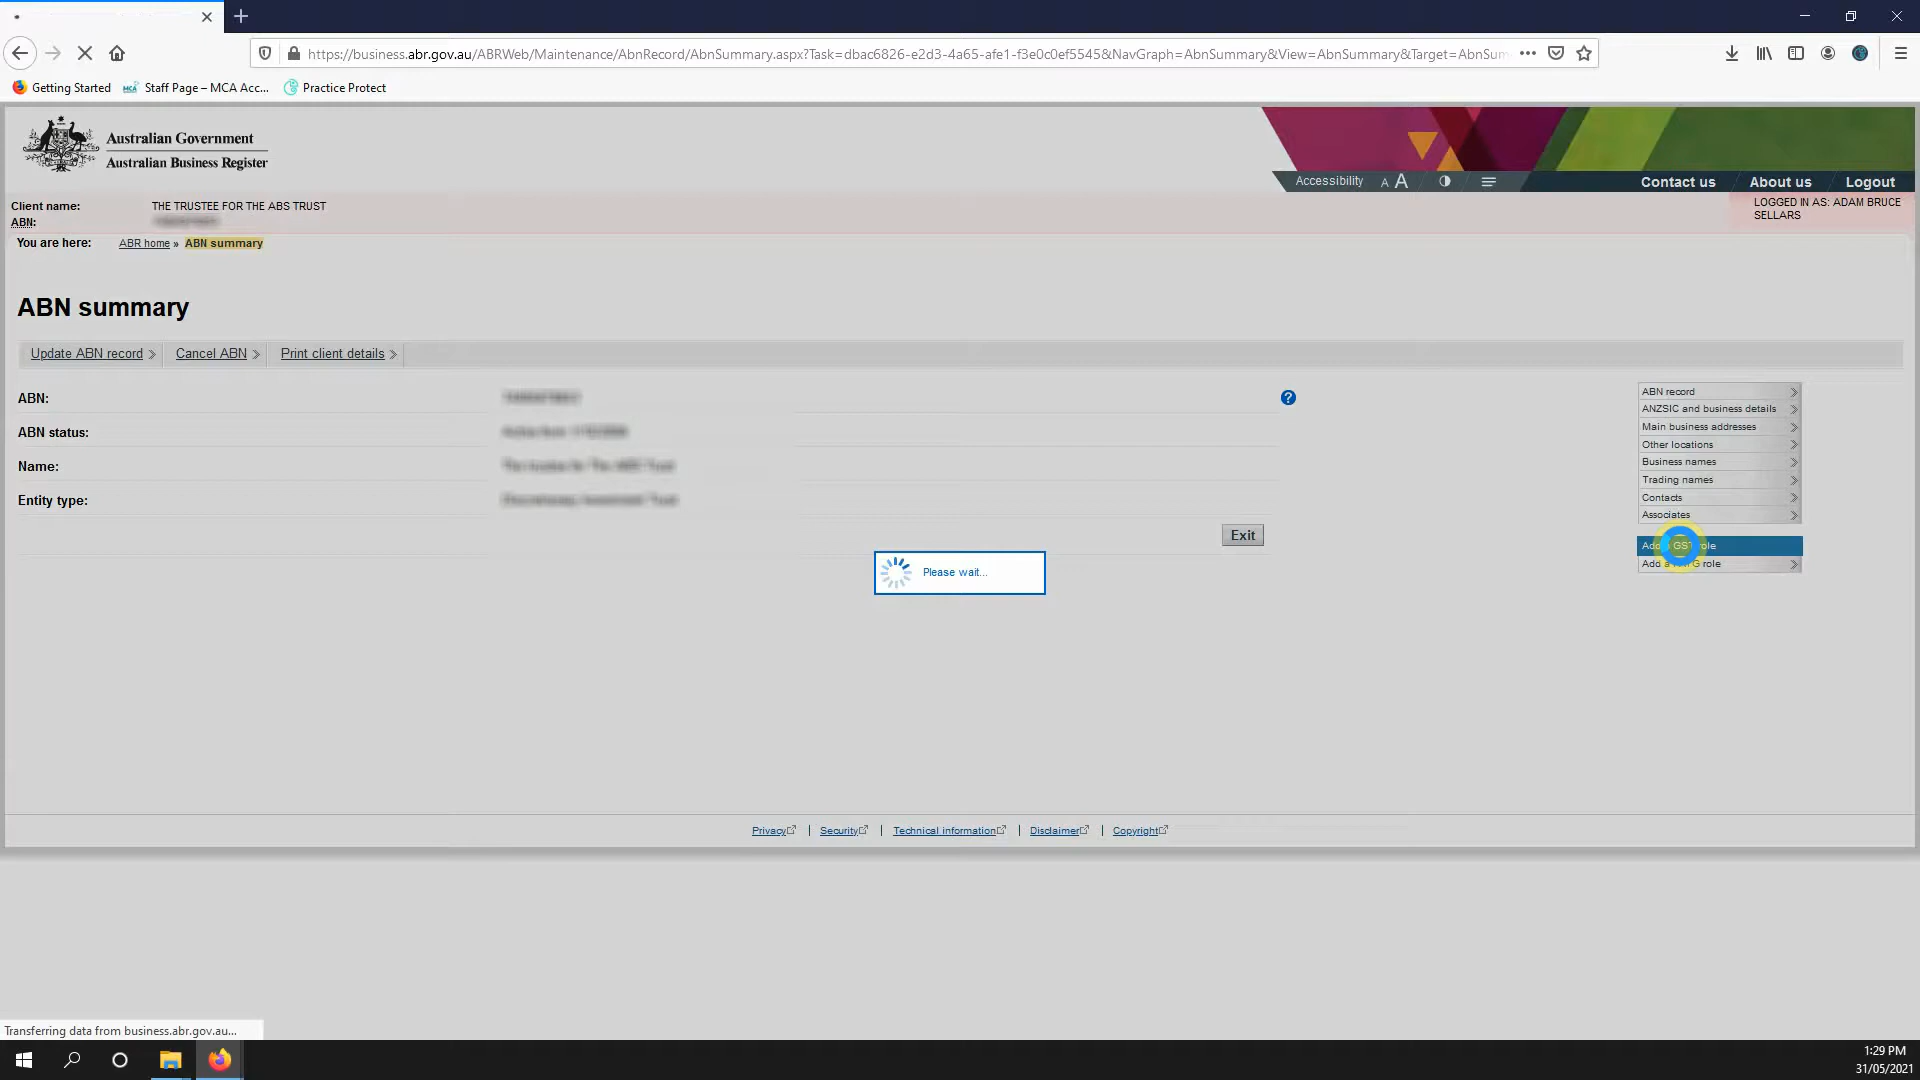 https://business.abr.gov.au/ABRWeb/Maintenance/AbnRecord/AbnSummary.aspx?Task=dbac6826-e2d3-4a65-afe1-f3e0c0ef5545&NavGraph=AbnSummary&View=AbnSummary&Target=AbnSum
Getting Started
MCA Staff Page – MCA Acc...
Practice Protect
Australian Government
Australian Business Register
Accessibility A A
Contact us About us Logout
Client name: THE TRUSTEE FOR THE ABS TRUST
LOGGED IN AS: ADAM BRUCE
SELLARS
ABN:
You are here: ABR home » ABN summary
ABN summary
Update ABN record Cancel ABN Print client details
ABN:
ABN status:
Name:
Entity type:
Exit
ABN record
ANZSIC and business details
Main business addresses
Other locations
Business names
Trading names
Contacts
Associates
Add GST role
Add a role
Please wait...
Privacy | Security | Technical information | Disclaimer | Copyright
Transferring data from business.abr.gov.au...
1:29 PM
31/05/2021